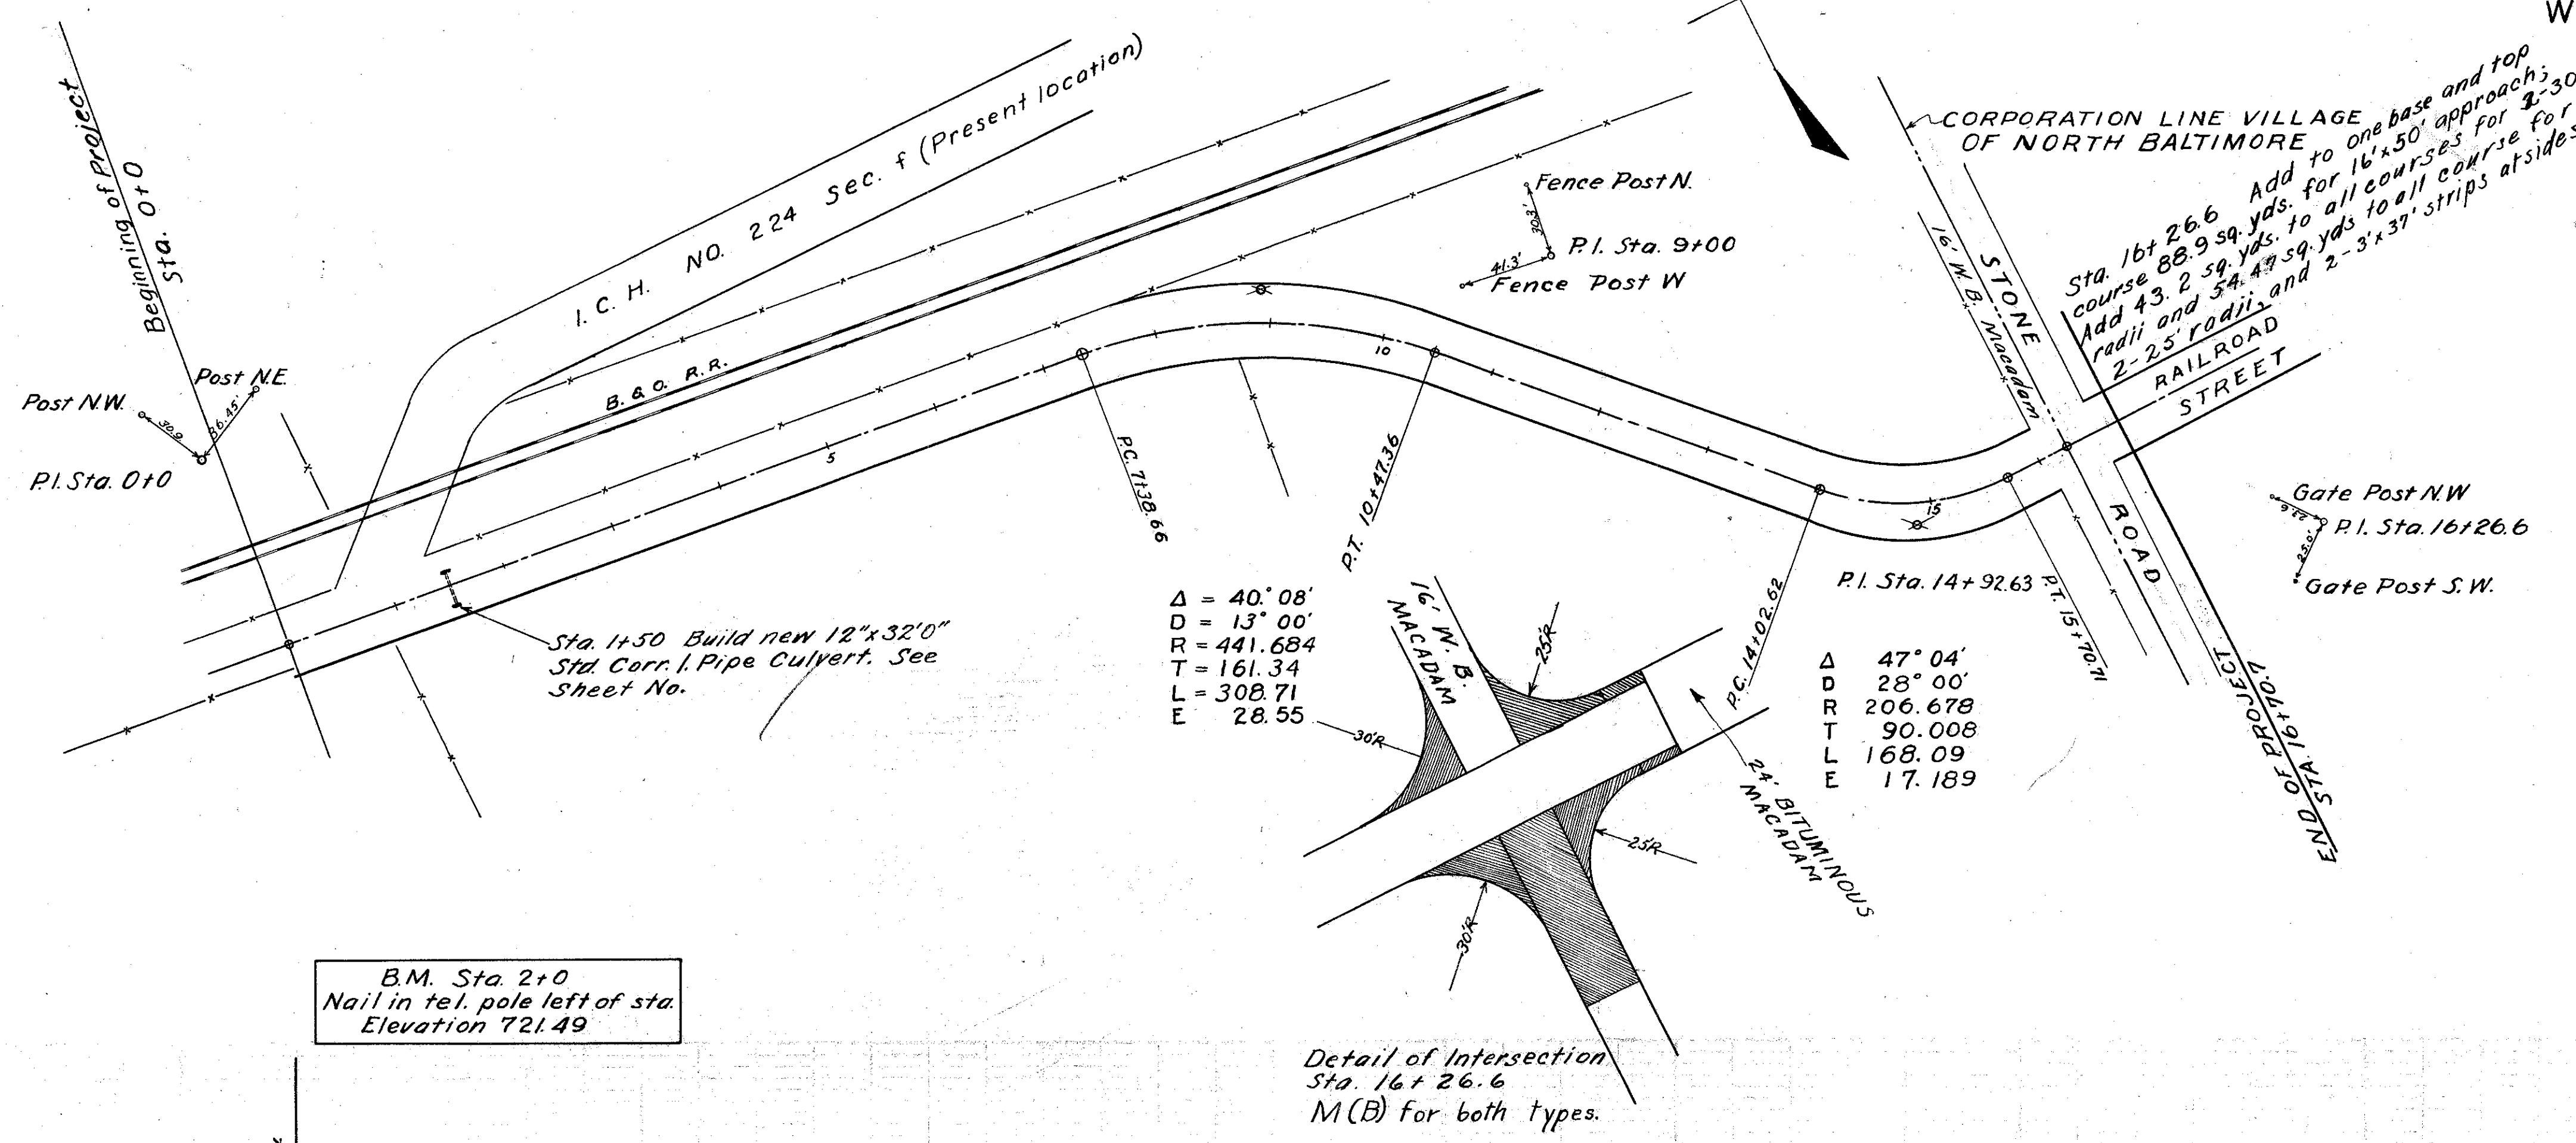 W
Beginning of Project
Sta. 0+0
Post N.W.
Post N.E.
30.9
36.45'
P.I. Sta. 0+0
I. C. H. NO. 224 Sec. f (Present location)
B. & O. R.R.
5
10
15
Sta. 1+50 Build new 12"x32'0"
Std. Corr. I. Pipe Culvert. See
Sheet No.
P.C. 7+38.66
P.T. 10+47.36
Fence Post N.
30.3'
P.I. Sta. 9+00
41.3'
Fence Post W
Δ = 40.°08'
D = 13°00'
R = 441.684
T = 161.34
L = 308.71
E 28.55
CORPORATION LINE VILLAGE
OF NORTH BALTIMORE
Sta. 16+26.6 Add to one base and top
course 88.9 sq. yds. for 16'x50' approach;
Add 43.2 sq. yds. to all courses for 2-30
radii and 54.47 sq. yds to all course for
2-25' radii, and 2-3'x37' strips at sides
16' W.B. Macadam
STONE
ROAD
RAILROAD
STREET
P.C. 14+02.62
P.I. Sta. 14+92.63
P.T. 15+70.71
Δ 47°04'
D 28°00'
R 206.678
T 90.008
L 168.09
E 17.189
Gate Post N.W
P.I. Sta. 16+26.6
25.0'
Gate Post S.W.
END OF PROJECT
STA. 16+70.7
16' W. B.
MACADAM
25'R
30'R
25'R
30'R
24' BITUMINOUS
MACADAM
Detail of Intersection
Sta. 16+26.6
M(B) for both types.
B.M. Sta. 2+0
Nail in tel. pole left of sta.
Elevation 721.49